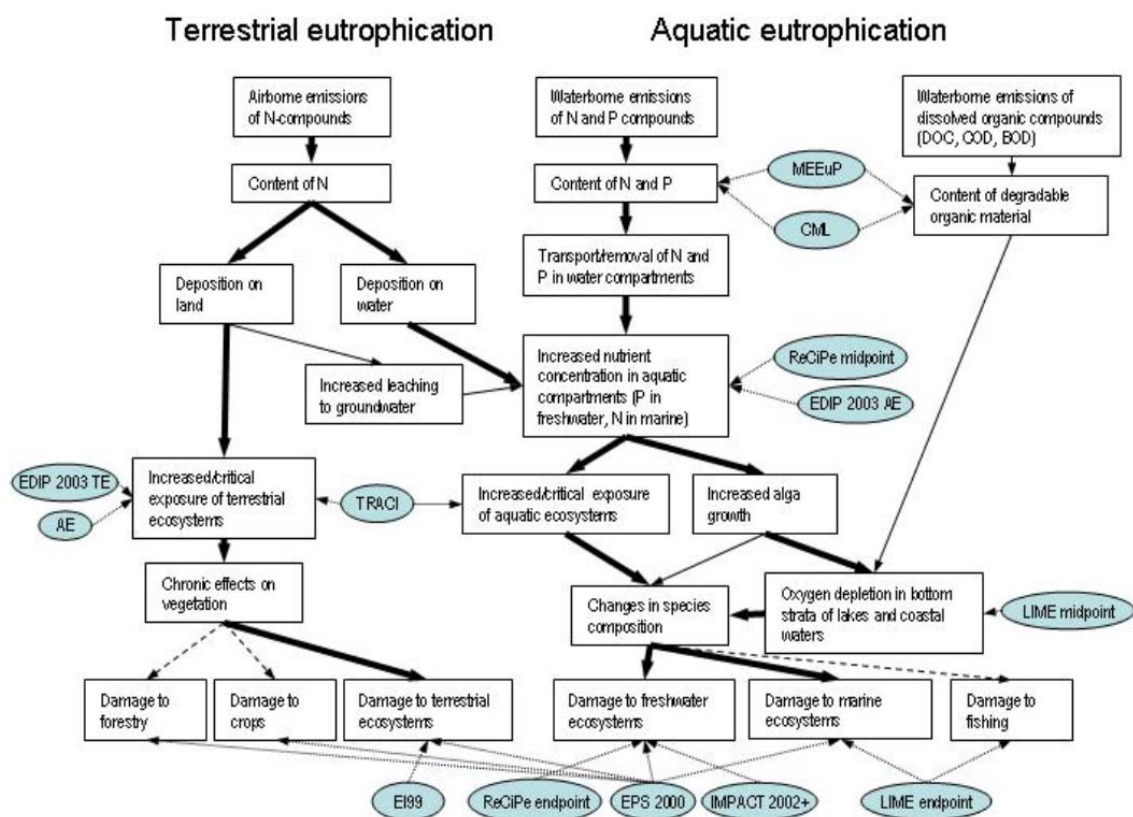 Terrestrial eutrophication
Aquatic eutrophication
Airborne emissions
of N-compounds
Waterborne emissions
of N and P compounds
Waterborne emissions of
dissolved organic compounds
(DOC, COD, BOD)
Content of N
Content of N and P
MEEuP
CML
Content of degradable
organic material
Transport/removal of N and
P in water compartments
Deposition on
land
Deposition on
water
Increased leaching
to groundwater
Increased nutrient
concentration in aquatic
compartments (P in
freshwater, N in marine)
ReCiPe midpoint
EDIP 2003 AE
EDIP 2003 TE
AE
Increased/critical
exposure of terrestrial
ecosystems
TRACI
Increased/critical exposure
of aquatic ecosystems
Increased alga
growth
Chronic effects on
vegetation
Changes in species
composition
Oxygen depletion in bottom
strata of lakes and coastal
waters
LIME midpoint
Damage to
forestry
Damage to
crops
Damage to terrestrial
ecosystems
Damage to freshwater
ecosystems
Damage to marine
ecosystems
Damage to
fishing
EI99
ReCiPe endpoint
EPS 2000
IMPACT 2002+
LIME endpoint